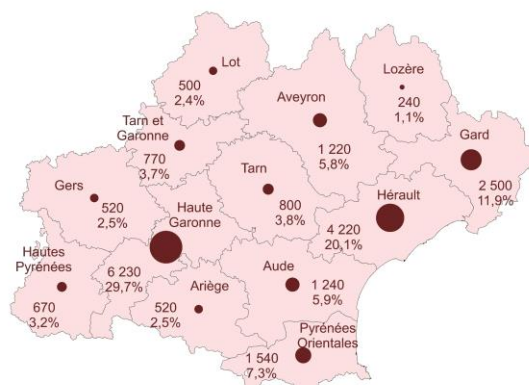 Lot
500
2,4%
Lozère
240
1,1%
Aveyron
1 220
5,8%
Tarn et
Garonne
770
3,7%
Gard
2 500
11,9%
Tarn
800
3,8%
Gers
520
2,5%
Haute
Garonne
6 230
29,7%
Hérault
4 220
20,1%
Hautes
Pyrénées
670
3,2%
Ariège
520
2,5%
Aude
1 240
5,9%
Pyrénées
Orientales
1 540
7,3%